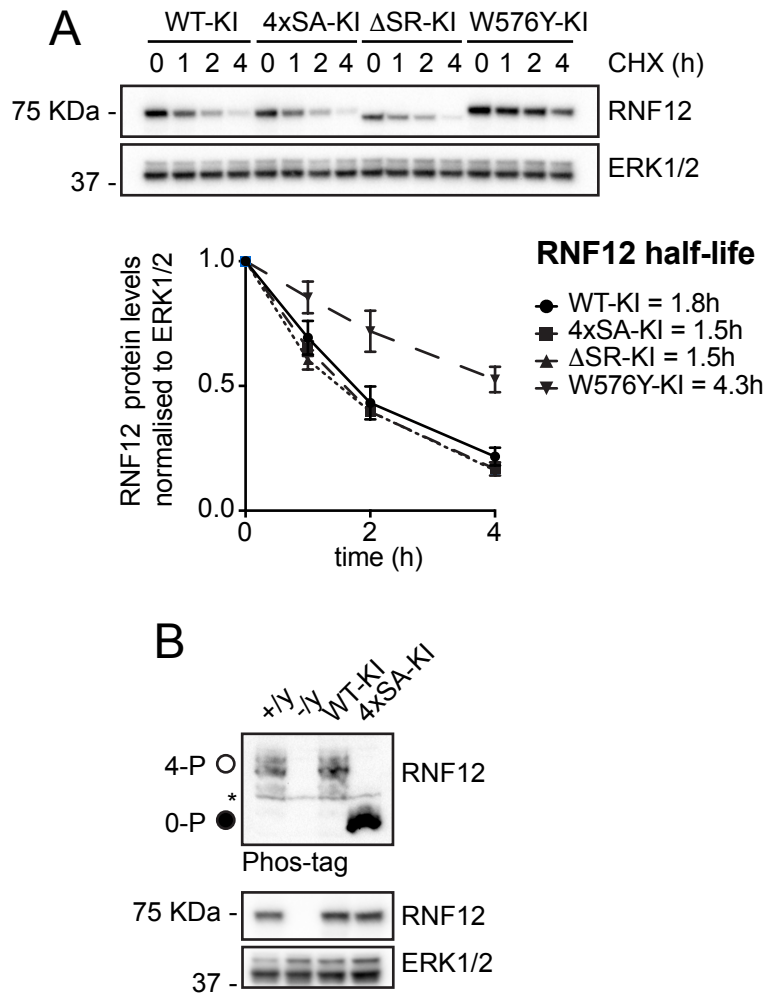 A
WT-KI 4xSA-KI ΔSR-KI W576Y-KI
0 1 2 4 0 1 2 4 0 1 2 4 0 1 2 4 CHX (h)
75 KDa - RNF12
37 - ERK1/2
RNF12 protein levels
normalised to ERK1/2
1.0
0.5
0.0
0 2 4
time (h)
RNF12 half-life
WT-KI = 1.8h
4xSA-KI = 1.5h
ΔSR-KI = 1.5h
W576Y-KI = 4.3h
B
+/y -/y WT-KI 4xSA-KI
4-P RNF12
*
0-P
Phos-tag
75 KDa - RNF12
37 - ERK1/2